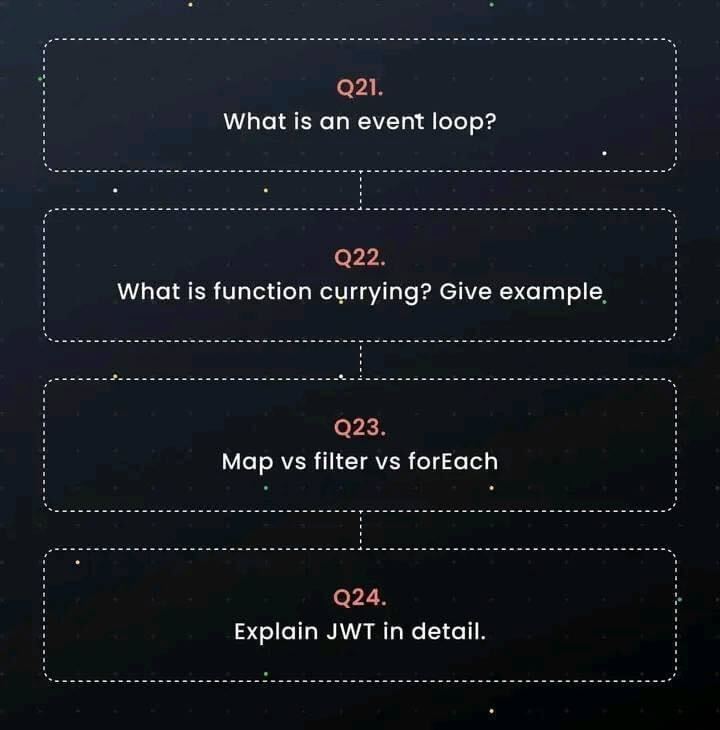 Q21.
What is an event loop?
Q22.
What is function currying? Give example
Q23.
Map vs filter vs forEach
Q24.
Explain JWT in detail.